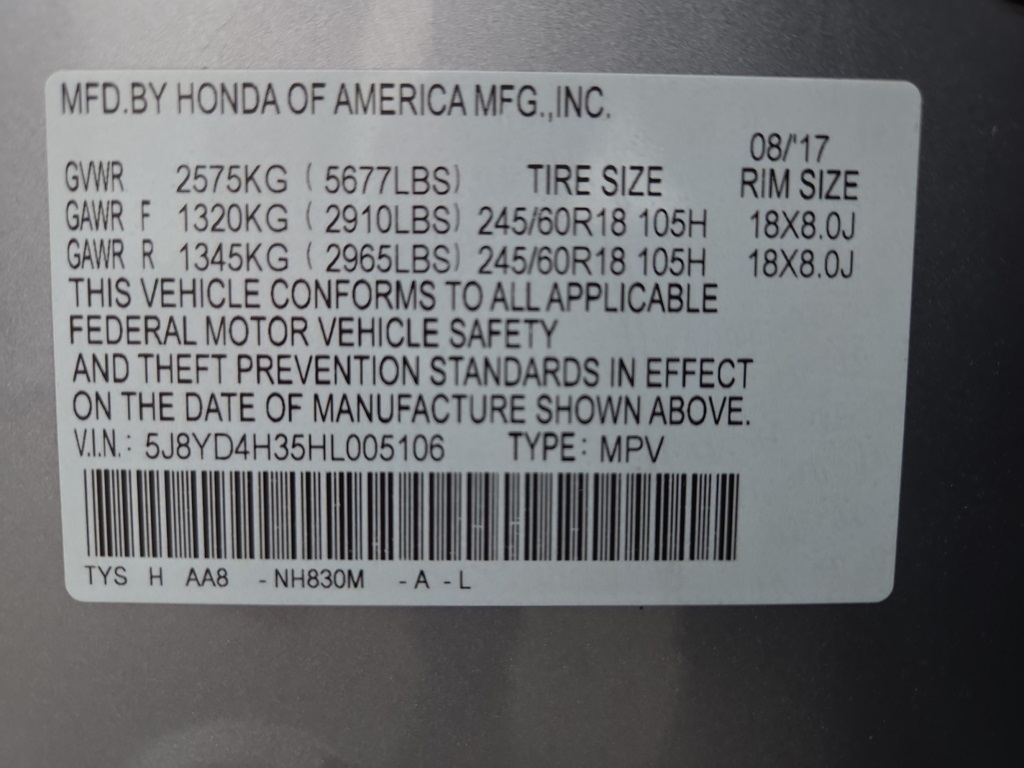 MFD.BY HONDA OF AMERICA MFG.,INC.
08/'17
GVWR 2575KG ( 5677LBS) TIRE SIZE RIM SIZE
GAWR F 1320KG ( 2910LBS) 245/60R18 105H 18X8.0J
GAWR R 1345KG ( 2965LBS) 245/60R18 105H 18X8.0J
THIS VEHICLE CONFORMS TO ALL APPLICABLE
FEDERAL MOTOR VEHICLE SAFETY
AND THEFT PREVENTION STANDARDS IN EFFECT
ON THE DATE OF MANUFACTURE SHOWN ABOVE.
V.I.N.: 5J8YD4H35HL005106 TYPE: MPV
TYS H AA8 -NH830M -A -L